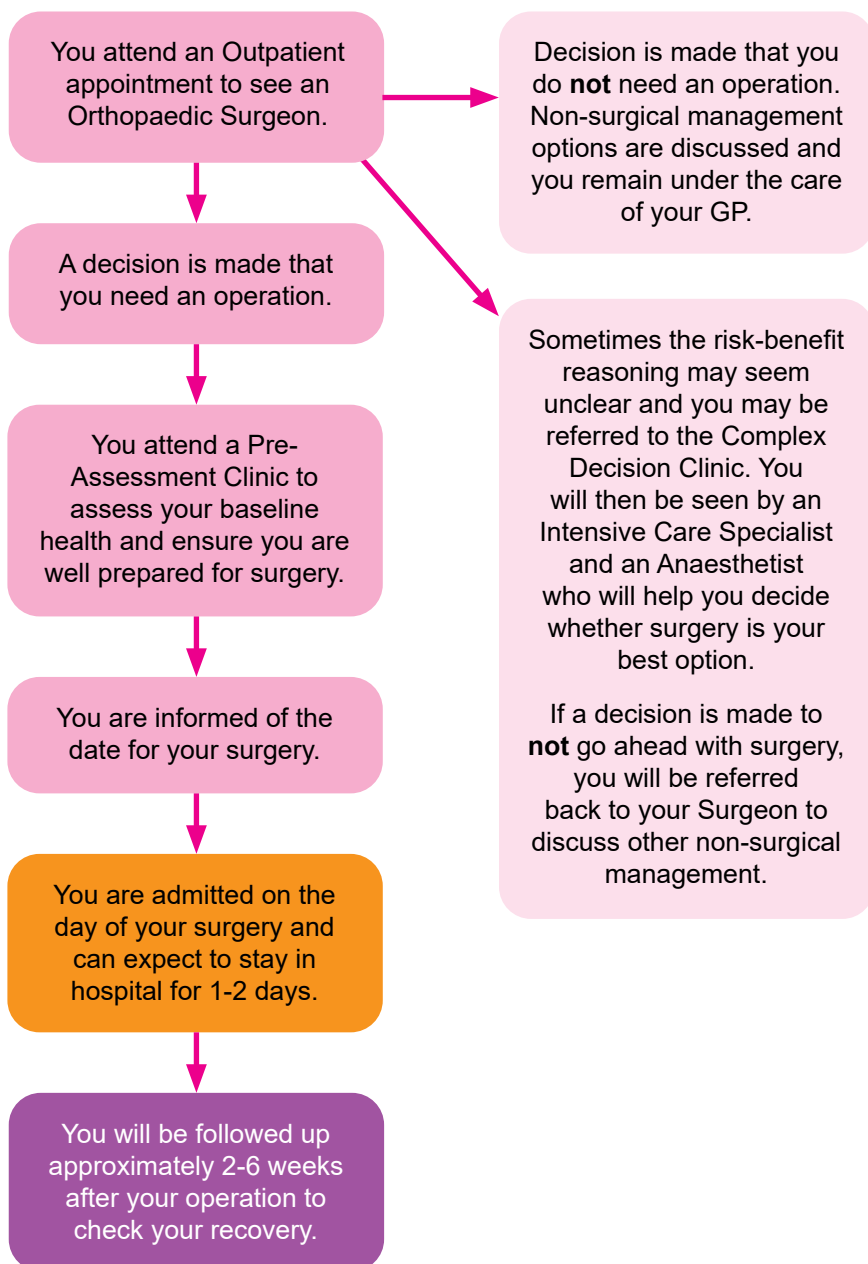 You attend an Outpatient
appointment to see an
Orthopaedic Surgeon.
Decision is made that you
do not need an operation.
Non-surgical management
options are discussed and
you remain under the care
of your GP.
A decision is made that
you need an operation.
Sometimes the risk-benefit
reasoning may seem
unclear and you may be
referred to the Complex
Decision Clinic. You
will then be seen by an
Intensive Care Specialist
and an Anaesthetist
who will help you decide
whether surgery is your
best option.
If a decision is made to
not go ahead with surgery,
you will be referred
back to your Surgeon to
discuss other non-surgical
management.
You attend a Pre-
Assessment Clinic to
assess your baseline
health and ensure you are
well prepared for surgery.
You are informed of the
date for your surgery.
You are admitted on the
day of your surgery and
can expect to stay in
hospital for 1-2 days.
You will be followed up
approximately 2-6 weeks
after your operation to
check your recovery.